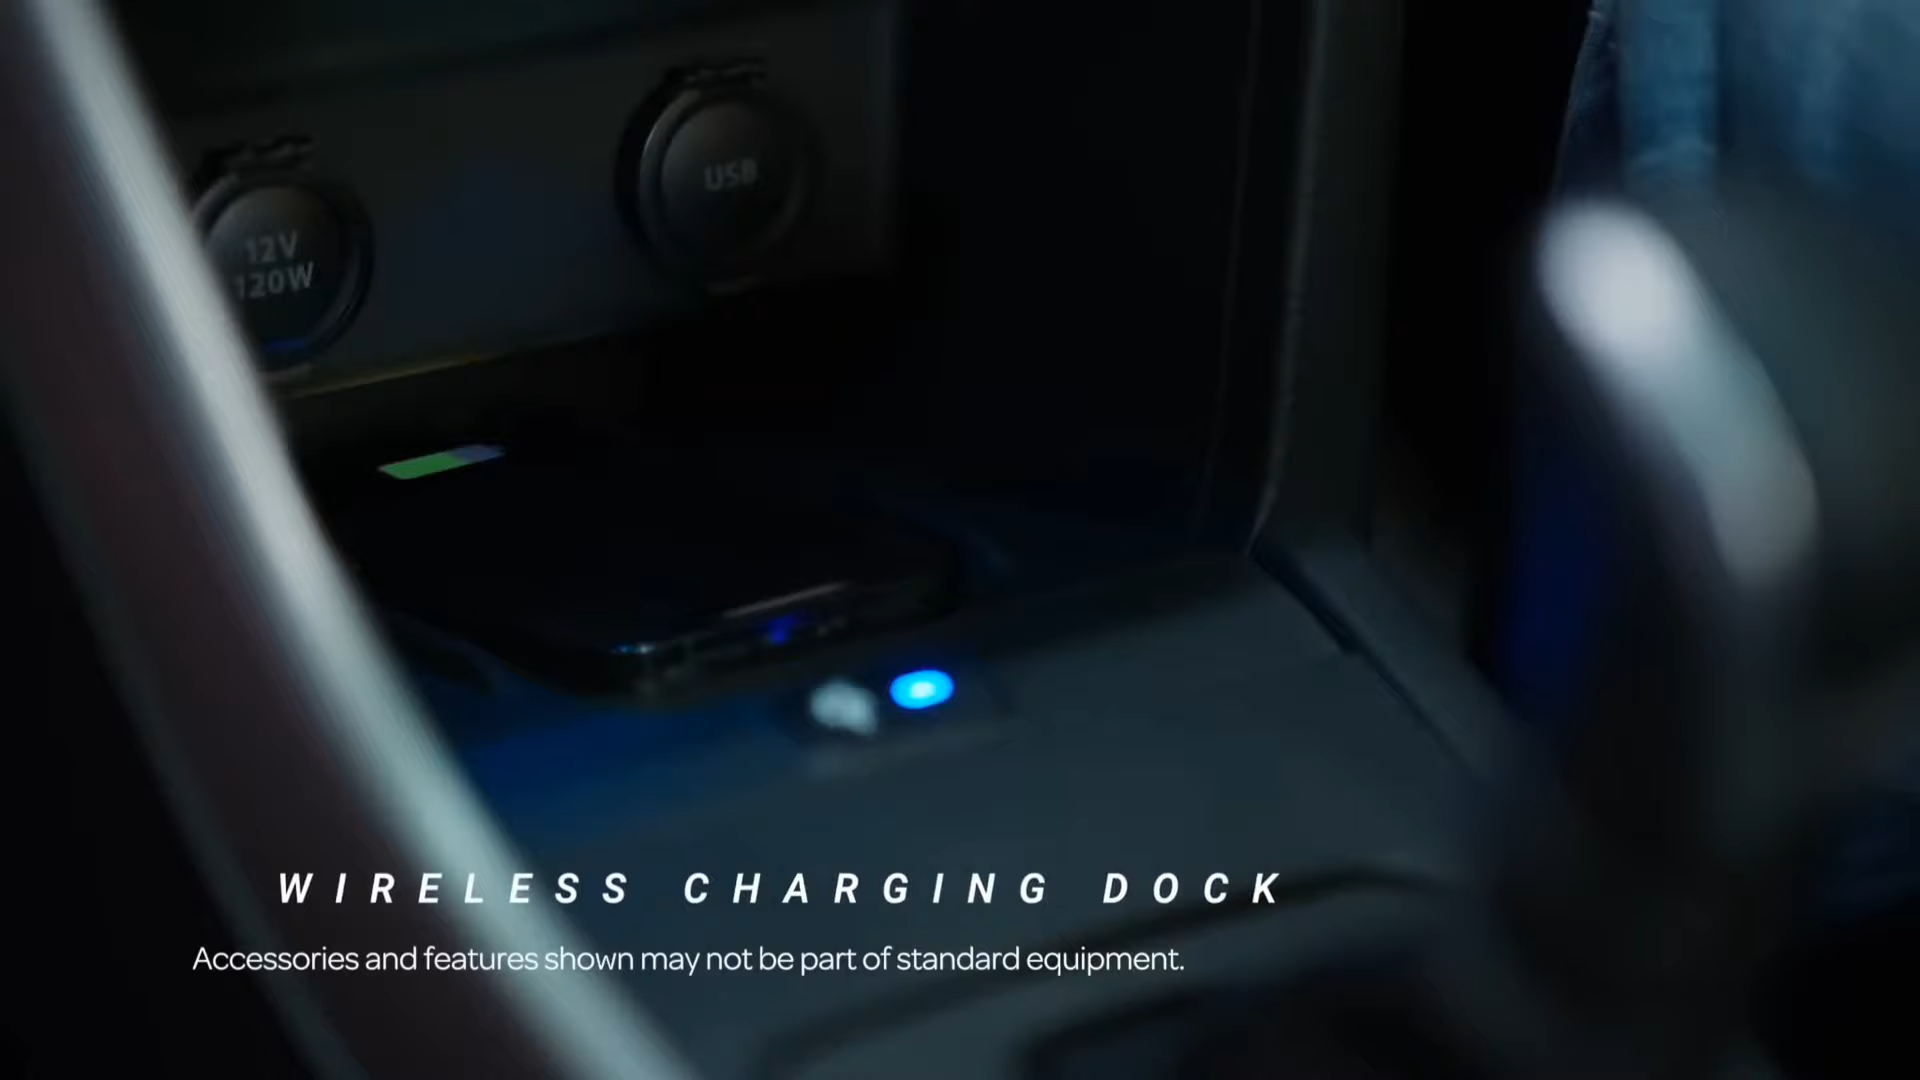 USB
12V
120W
WIRELESS CHARGING DOCK
Accessories and features shown may not be part of standard equipment.